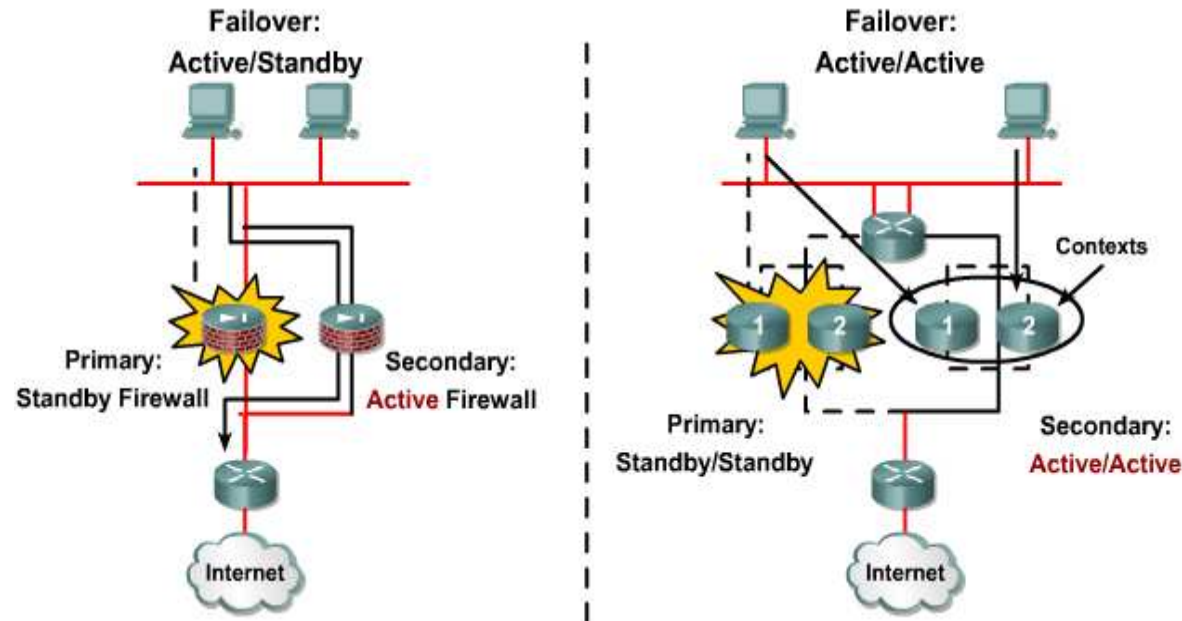 Failover:
Active/Standby
Primary:
Standby Firewall
Secondary:
Active Firewall
Internet
Failover:
Active/Active
Contexts
1
2
1
2
Primary:
Standby/Standby
Secondary:
Active/Active
Internet